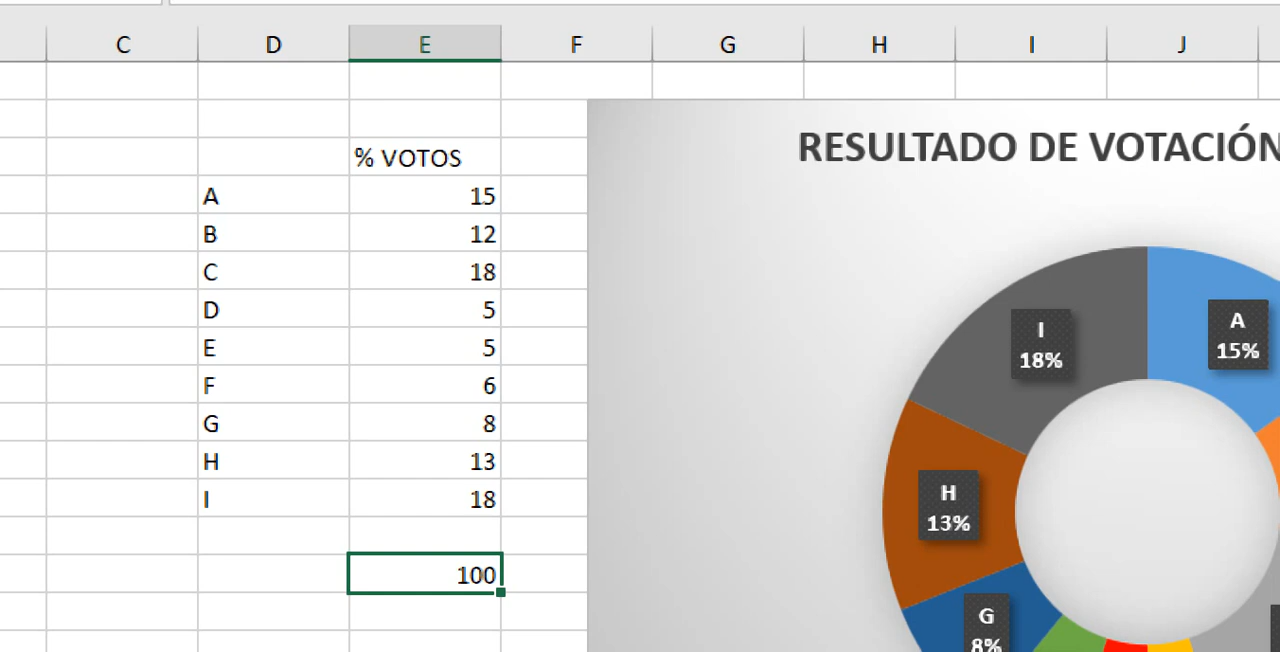 C D E F G H I J
% VOTOS
A 15
B 12
C 18
D 5
E 5
F 6
G 8
H 13
I 18
100
RESULTADO DE VOTACIÓN
I
18%
A
15%
H
13%
G
8%